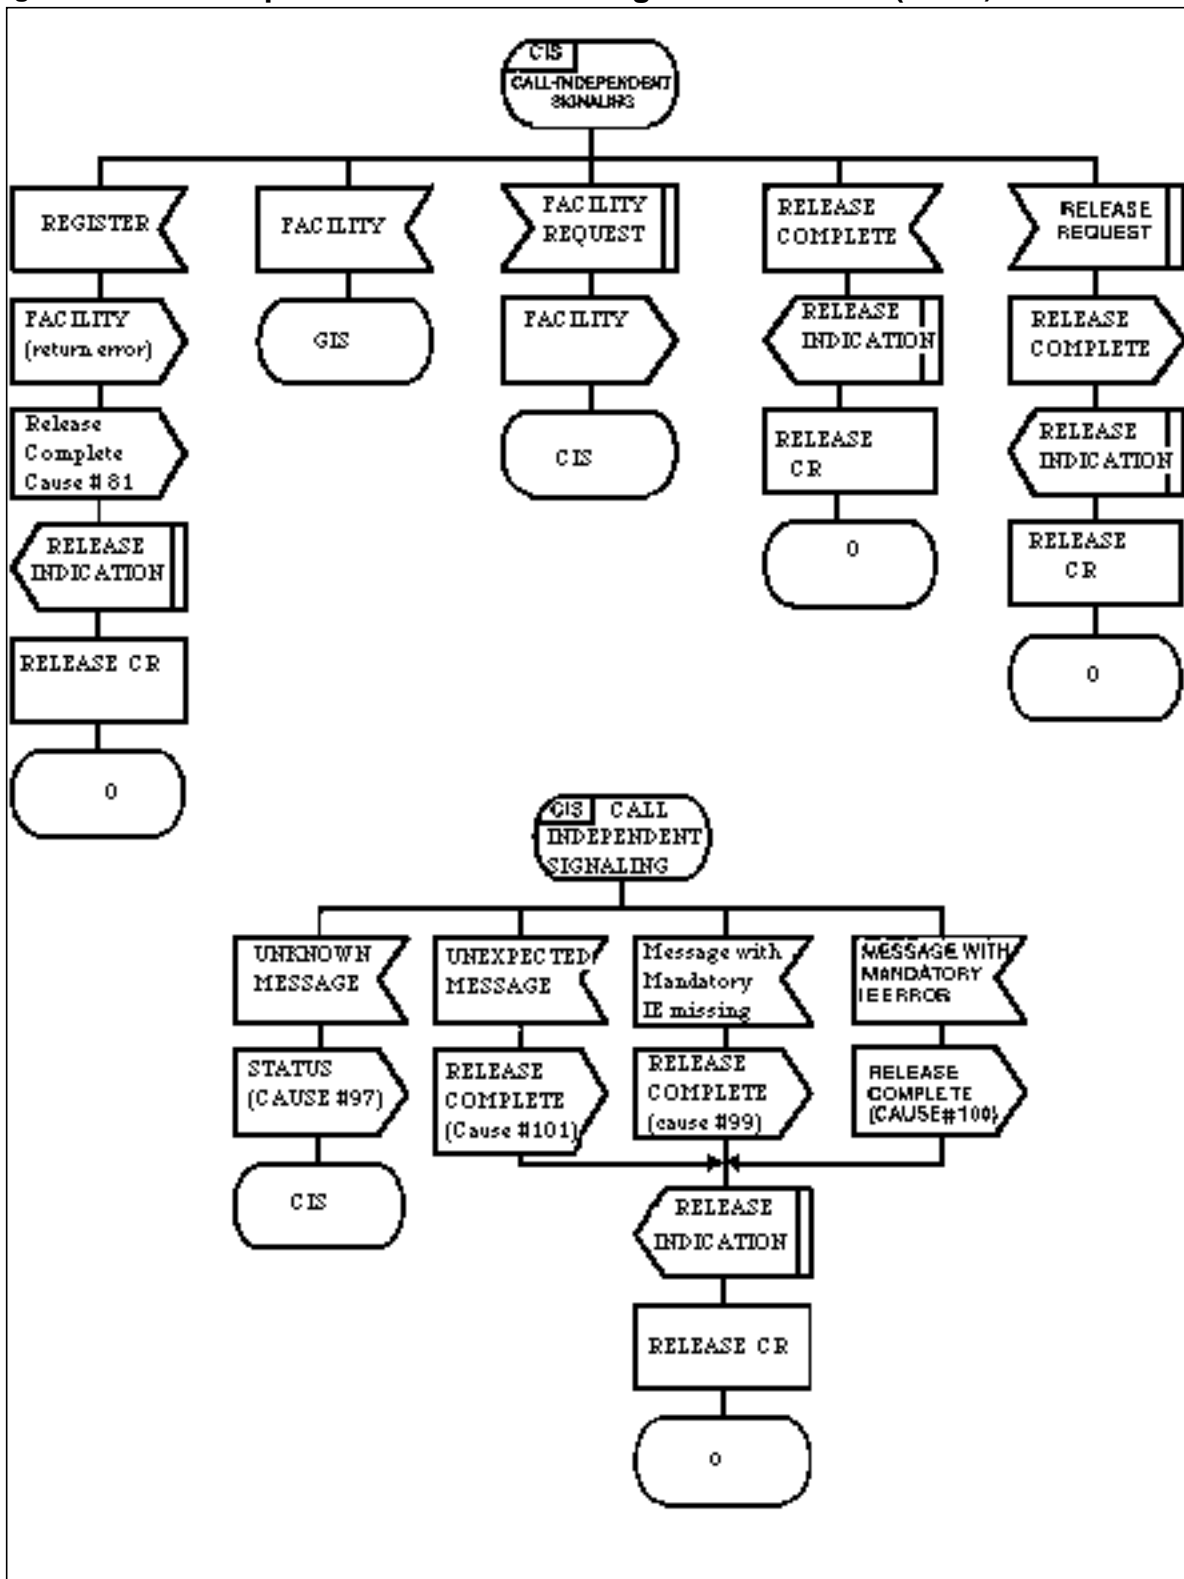 CIS
CALL-INDEPENDENT
SIGNALING
REGISTER
FACILITY
(return error)
Release
Complete
Cause #81
RELEASE
INDICATION
RELEASE CR
0
FACILITY
GIS
FACILITY
REQUEST
FACILITY
CIS
RELEASE
COMPLETE
RELEASE
INDICATION
RELEASE
CR
0
RELEASE
REQUEST
RELEASE
COMPLETE
RELEASE
INDICATION
RELEASE
CR
0
CIS CALL
INDEPENDENT
SIGNALING
UNKNOWN
MESSAGE
STATUS
(CAUSE #97)
CIS
UNEXPECTED
MESSAGE
RELEASE
COMPLETE
(Cause #101)
Message with
Mandatory
IE missing
RELEASE
COMPLETE
(cause #99)
MESSAGE WITH
MANDATORY
IE ERROR
RELEASE
COMPLETE
(CAUSE#100)
RELEASE
INDICATION
RELEASE CR
0